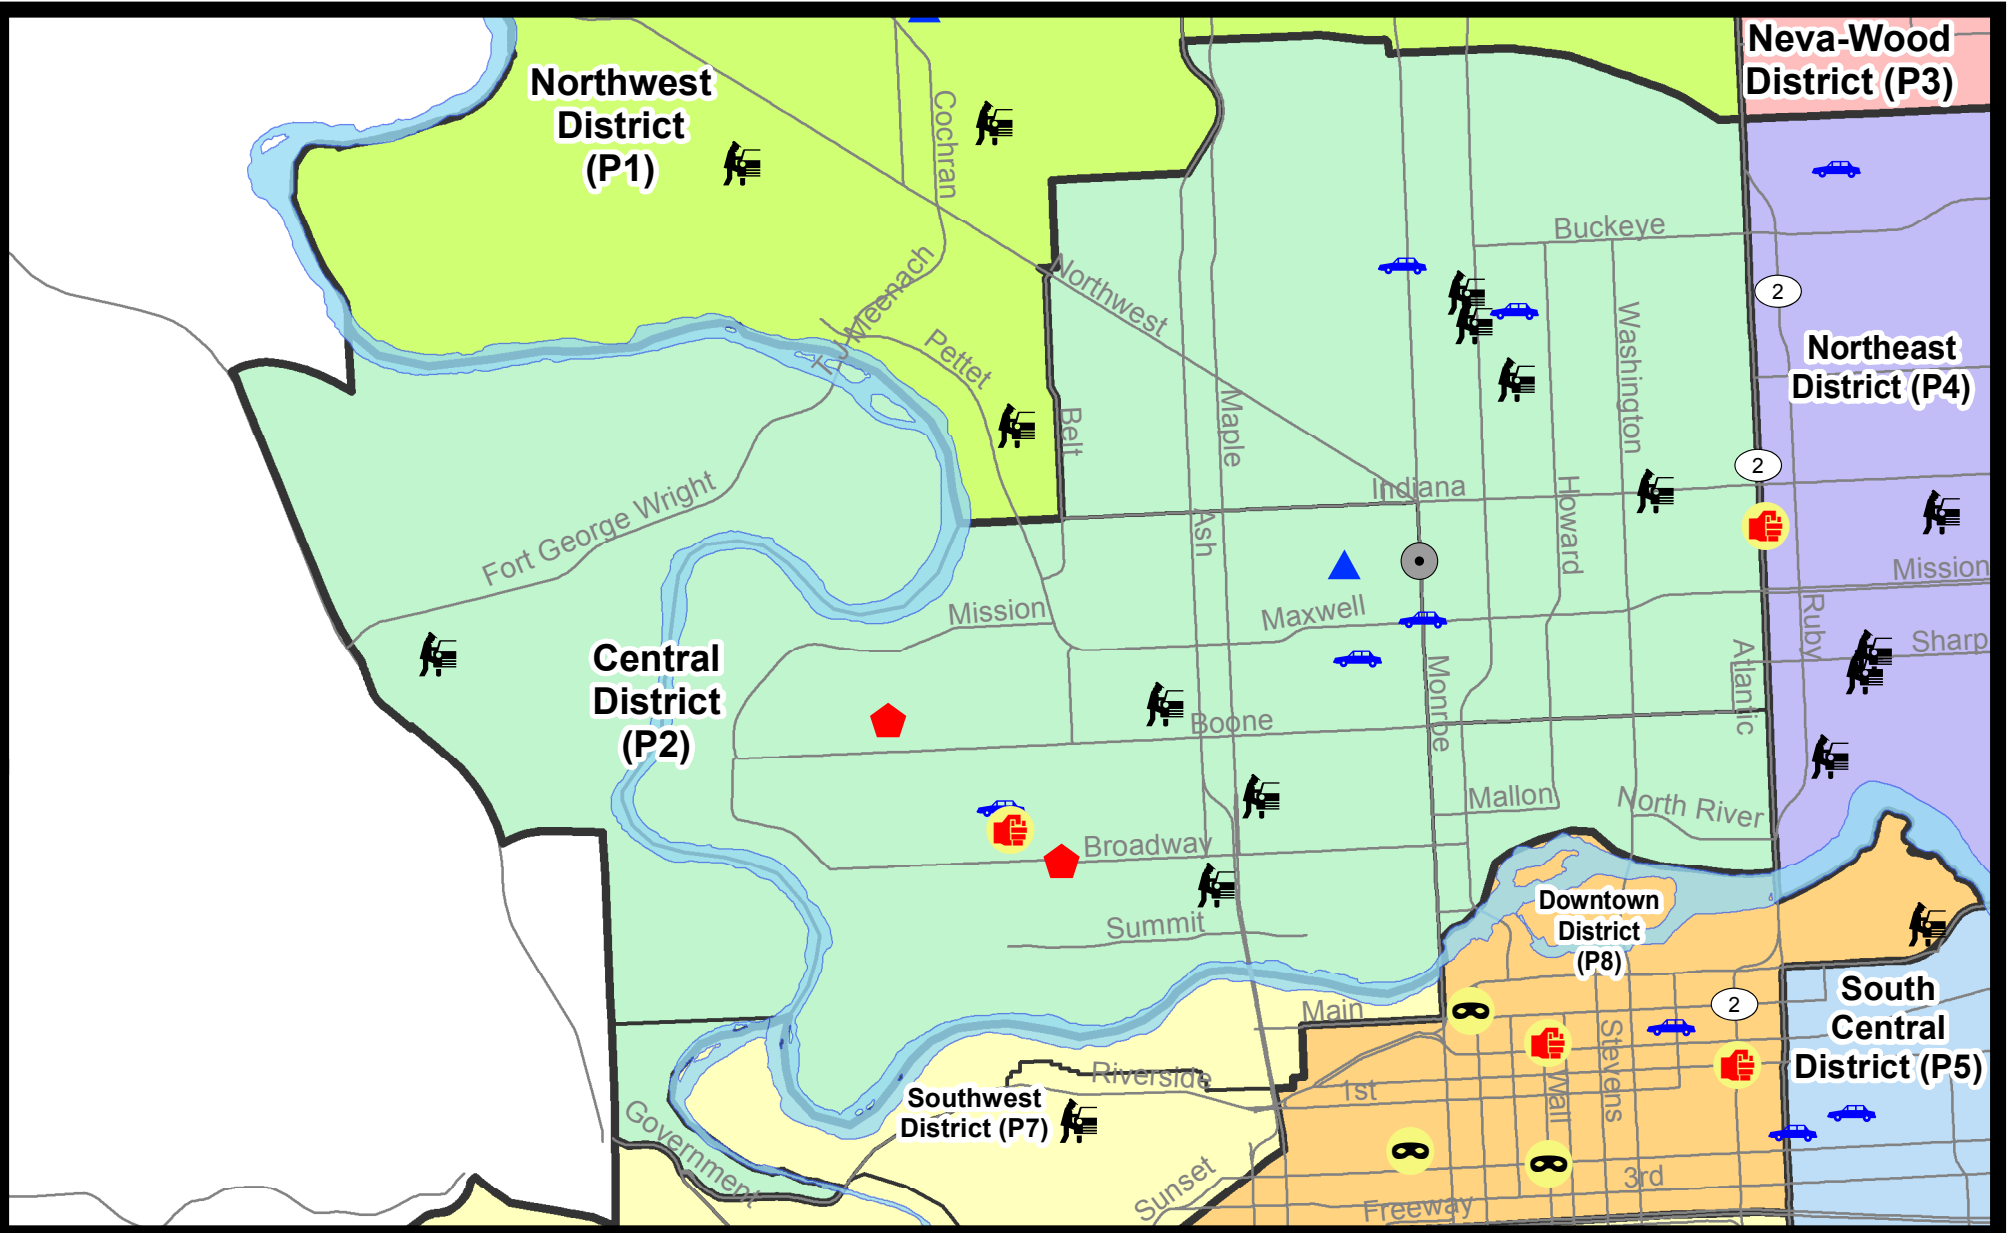 Neva-Wood
District (P3)
Northwest
District
(P1)
Cochran
Buckeye
T J Meenach
Northwest
2
Washington
Pettet
Northeast
District (P4)
Maple
Belt
2
Indiana
Fort George Wright
Howard
Ash
Mission
Mission
Maxwell
Ruby
Sharp
Central
District
(P2)
Atlantic
Monroe
Boone
Mallon
North River
Broadway
Downtown
District
(P8)
Summit
South
Central
District (P5)
2
Main
Stevens
Riverside
Wall
1st
Southwest
District (P7)
Government
Sunset
3rd
Freeway